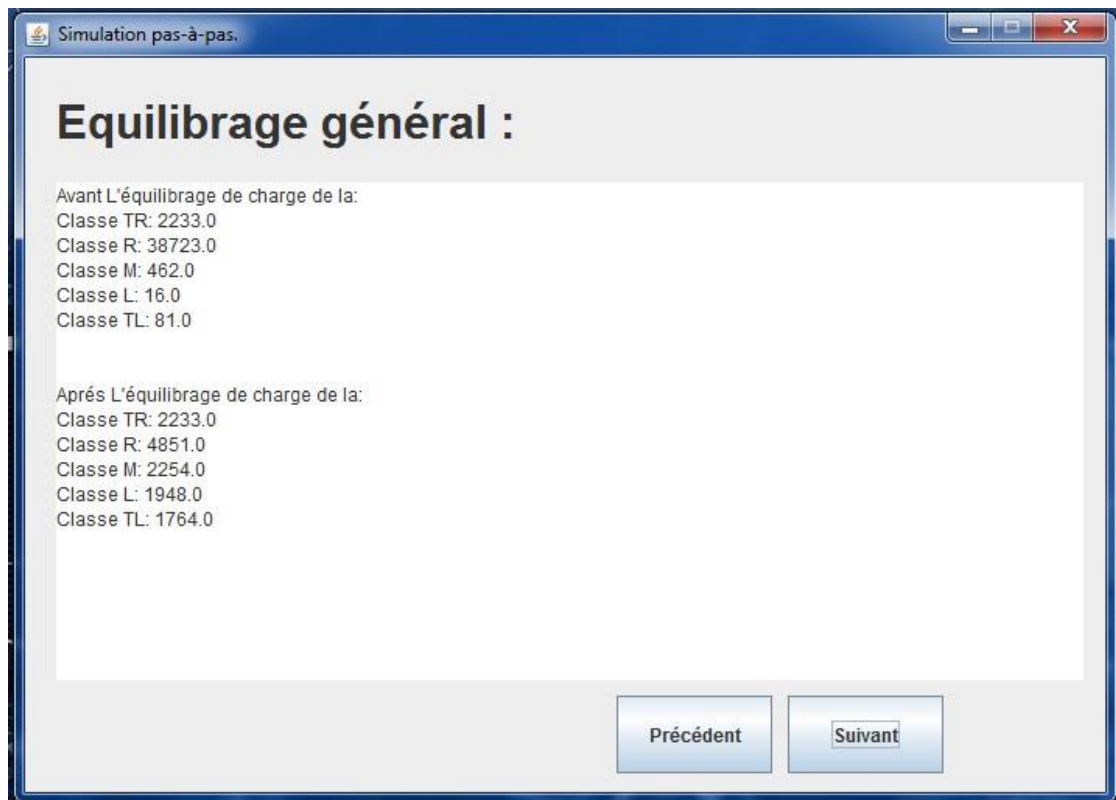 Simulation pas-à-pas.
Equilibrage général :
Avant L'équilibrage de charge de la:
Classe TR: 2233.0
Classe R: 38723.0
Classe M: 462.0
Classe L: 16.0
Classe TL: 81.0
Aprés L'équilibrage de charge de la:
Classe TR: 2233.0
Classe R: 4851.0
Classe M: 2254.0
Classe L: 1948.0
Classe TL: 1764.0
Précédent Suivant